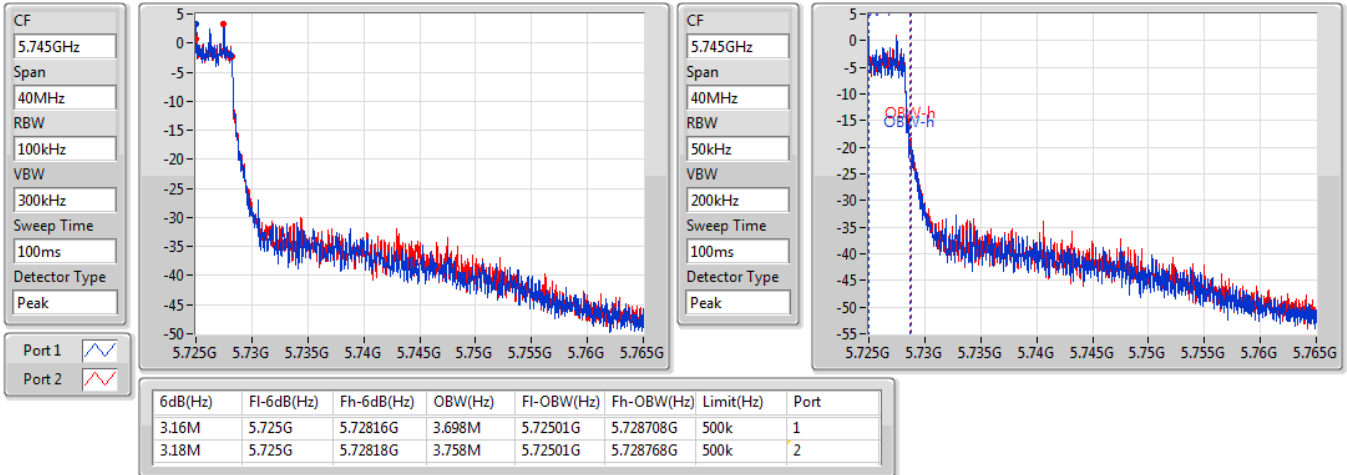 CF
5.745GHz
Span
40MHz
RBW
100kHz
VBW
300kHz
Sweep Time
100ms
Detector Type
Peak
5
0
-5
-10
-15
-20
-25
-30
-35
-40
-45
-50
5.725G 5.73G 5.735G 5.74G 5.745G 5.75G 5.755G 5.76G 5.765G
CF
5.745GHz
Span
40MHz
RBW
50kHz
VBW
200kHz
Sweep Time
100ms
Detector Type
Peak
5
0
-5
-10
-15
-20
-25
-30
-35
-40
-45
-50
-55
OBW-h
OBW-h
5.725G 5.73G 5.735G 5.74G 5.745G 5.75G 5.755G 5.76G 5.765G
Port 1
Port 2
6dB(Hz) Fl-6dB(Hz) Fh-6dB(Hz) OBW(Hz) Fl-OBW(Hz) Fh-OBW(Hz) Limit(Hz) Port
3.16M 5.725G 5.72816G 3.698M 5.72501G 5.728708G 500k 1
3.18M 5.725G 5.72818G 3.758M 5.72501G 5.728768G 500k 2